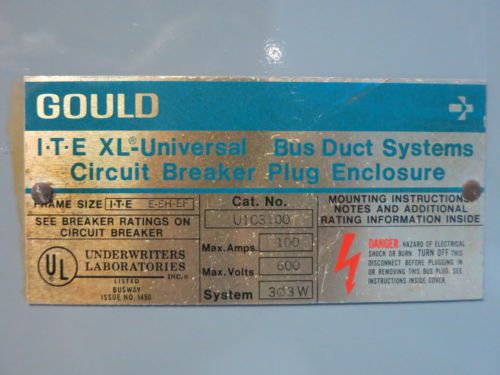 GOULD
I·T·E XL®-Universal Bus Duct Systems
Circuit Breaker Plug Enclosure
FRAME SIZE I·T·E E-EH-EF
SEE BREAKER RATINGS ON
CIRCUIT BREAKER
UL
UNDERWRITERS
LABORATORIES
INC.®
LISTED
BUSWAY
ISSUE NO. 1450
Cat. No.
U1C3100
Max. Amps. 100
Max. Volts 600
System 3Ø3W
MOUNTING INSTRUCTIONS
NOTES AND ADDITIONAL
RATING INFORMATION INSIDE
DANGER HAZARD OF ELECTRICAL
SHOCK OR BURN. TURN OFF THIS
DISCONNECT BEFORE PLUGGING IN
OR REMOVING THIS BUS PLUG. SEE
INSTRUCTIONS INSIDE COVER.